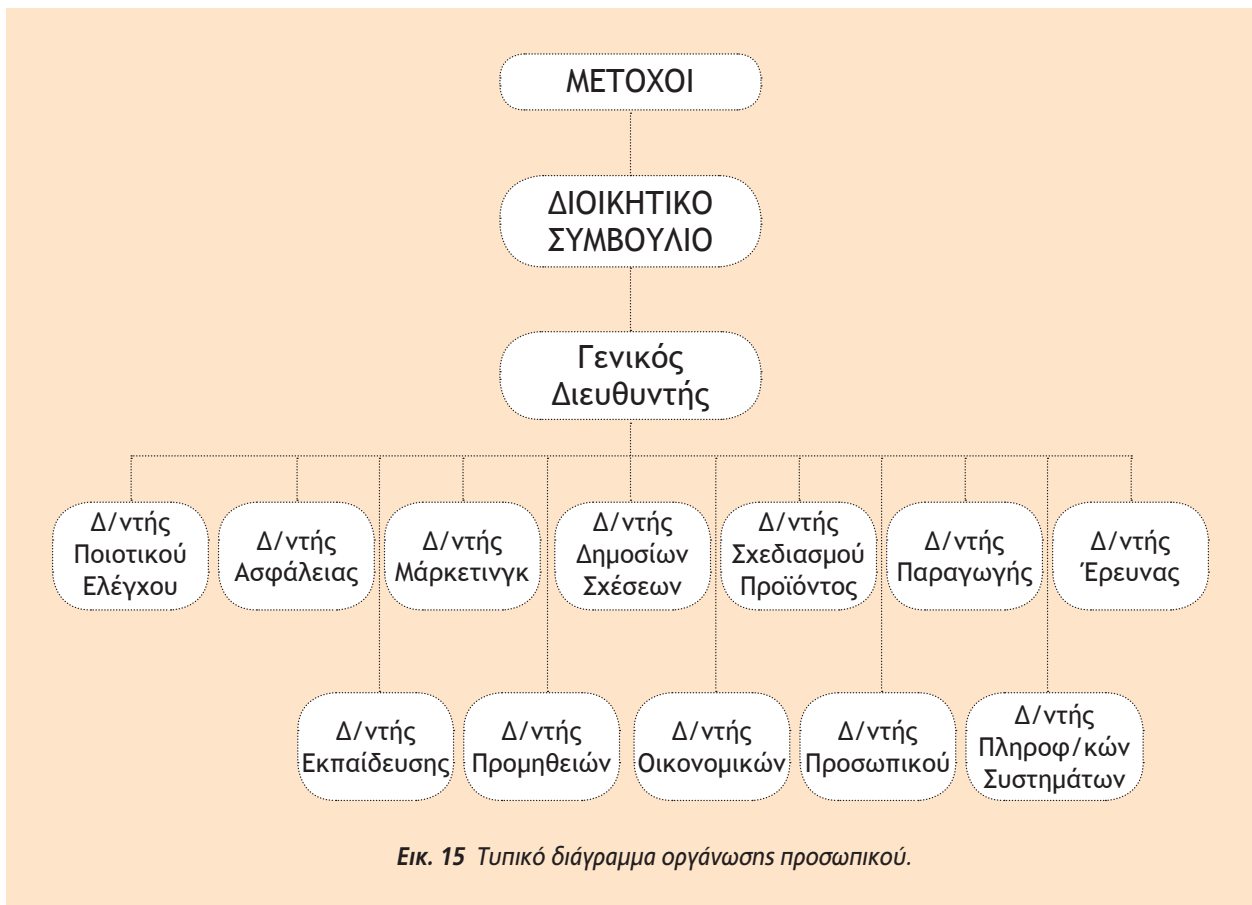 ΜΕΤΟΧΟΙ
ΔΙΟΙΚΗΤΙΚΟ
ΣΥΜΒΟΥΛΙΟ
Γενικός
Διευθυντής
Δ/ντής
Ποιοτικού
Ελέγχου
Δ/ντής
Ασφάλειας
Δ/ντής
Μάρκετινγκ
Δ/ντής
Δημοσίων
Σχέσεων
Δ/ντής
Σχεδιασμού
Προϊόντος
Δ/ντής
Παραγωγής
Δ/ντής
Έρευνας
Δ/ντής
Εκπαίδευσης
Δ/ντής
Προμηθειών
Δ/ντής
Οικονομικών
Δ/ντής
Προσωπικού
Δ/ντής
Πληροφ/κών
Συστημάτων
Εικ. 15 Τυπικό διάγραμμα οργάνωσης προσωπικού.